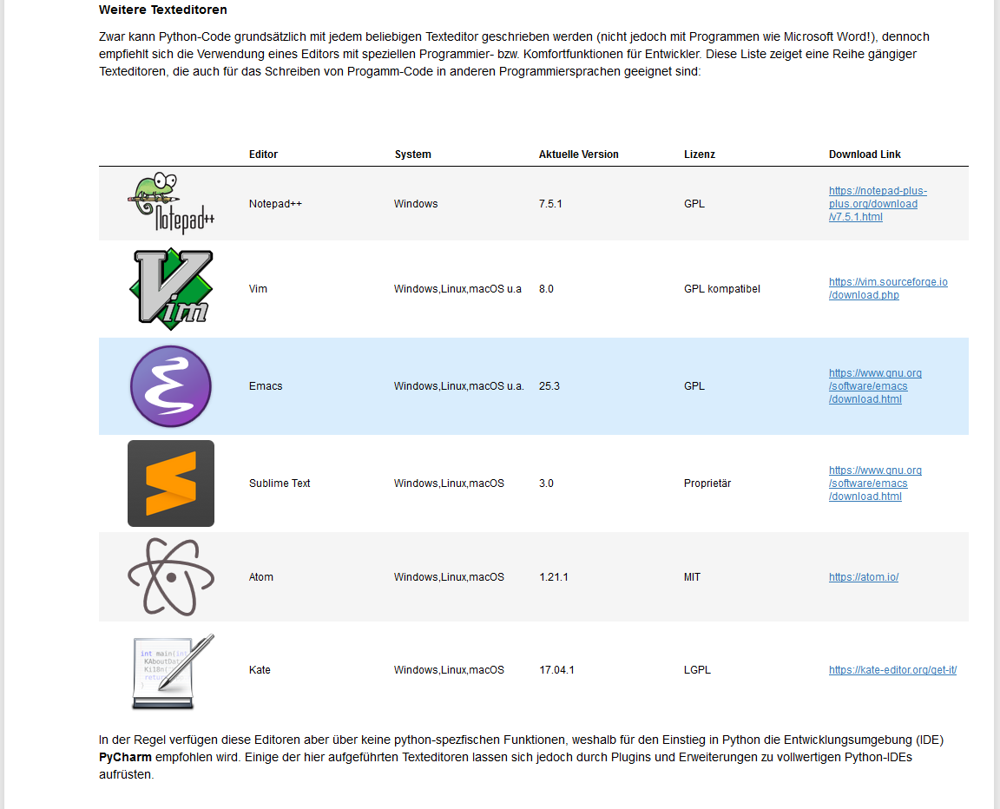 Weitere Texteditoren
Zwar kann Python-Code grundsätzlich mit jedem beliebigen Texteditor geschrieben werden (nicht jedoch mit Programmen wie Microsoft Word!), dennoch
empfiehlt sich die Verwendung eines Editors mit speziellen Programmier- bzw. Komfortfunktionen für Entwickler. Diese Liste zeiget eine Reihe gängiger
Texteditoren, die auch für das Schreiben von Progamm-Code in anderen Programmiersprachen geeignet sind:
Editor System Aktuelle Version Lizenz Download Link
Notepad++ Notepad++ Windows 7.5.1 GPL https://notepad-plus-
plus.org/download
/v7.5.1.html
Vim Vim Windows,Linux,macOS u.a 8.0 GPL kompatibel https://vim.sourceforge.io
/download.php
Emacs Windows,Linux,macOS u.a. 25.3 GPL https://www.gnu.org
/software/emacs
/download.html
Sublime Text Windows,Linux,macOS 3.0 Proprietär https://www.gnu.org
/software/emacs
/download.html
Atom Windows,Linux,macOS 1.21.1 MIT https://atom.io/
int main(int
KAboutDat
Ki18n("
return
}
Kate Windows,Linux,macOS 17.04.1 LGPL https://kate-editor.org/get-it/
In der Regel verfügen diese Editoren aber über keine python-spezfischen Funktionen, weshalb für den Einstieg in Python die Entwicklungsumgebung (IDE)
PyCharm empfohlen wird. Einige der hier aufgeführten Texteditoren lassen sich jedoch durch Plugins und Erweiterungen zu vollwertigen Python-IDEs
aufrüsten.